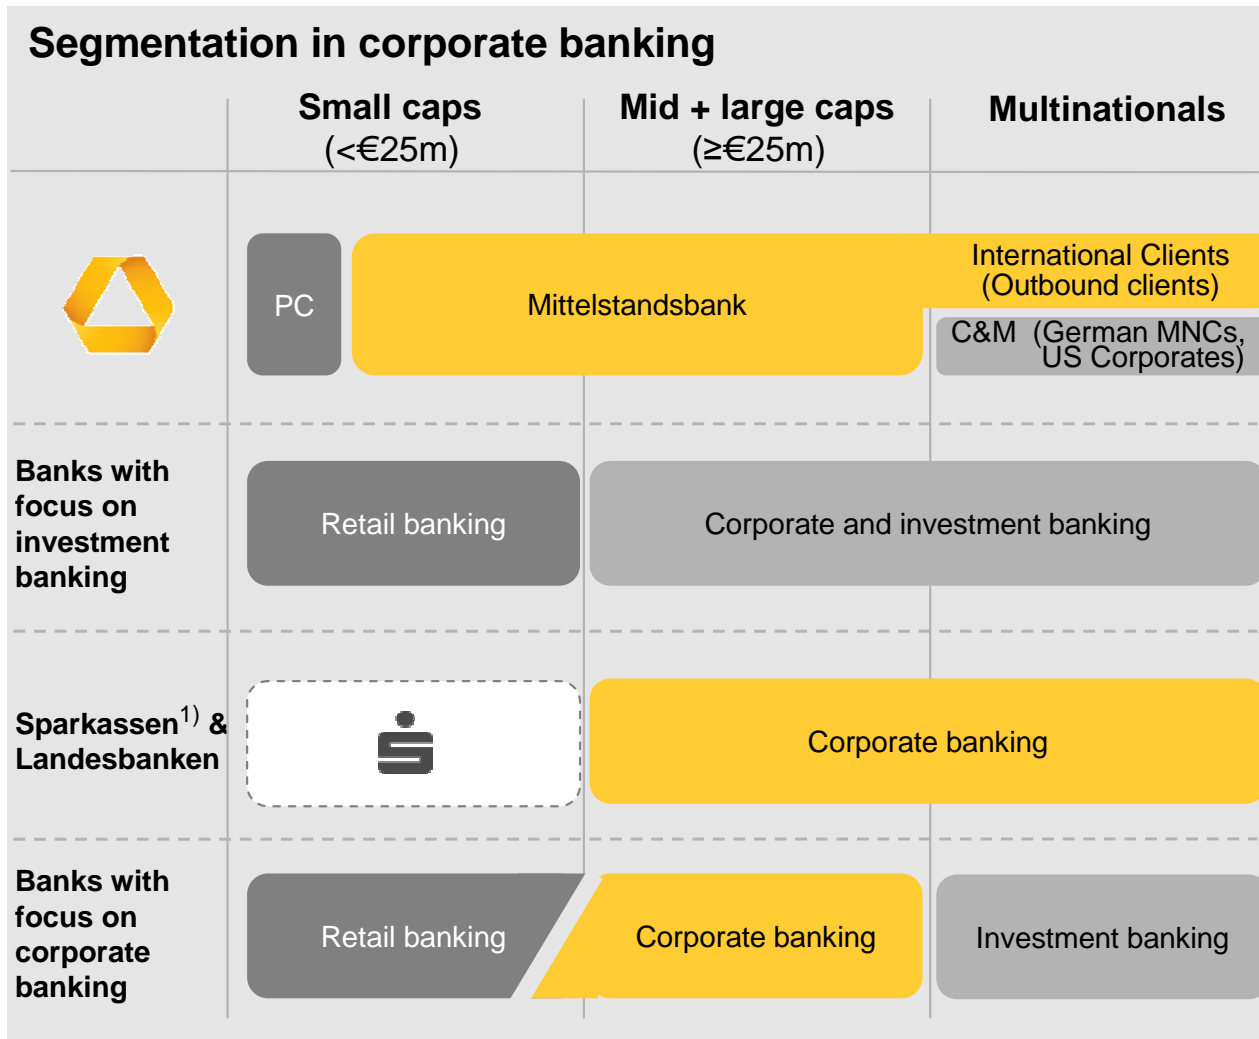 Segmentation in corporate banking
Small caps
(<€25m)
Mid + large caps
(≥€25m)
Multinationals
PC
Mittelstandsbank
International Clients
(Outbound clients)
C&M (German MNCs,
US Corporates)
Banks with
focus on
investment
banking
Retail banking
Corporate and investment banking
Sparkassen1) &
Landesbanken
Corporate banking
Banks with
focus on
corporate
banking
Retail banking
Corporate banking
Investment banking